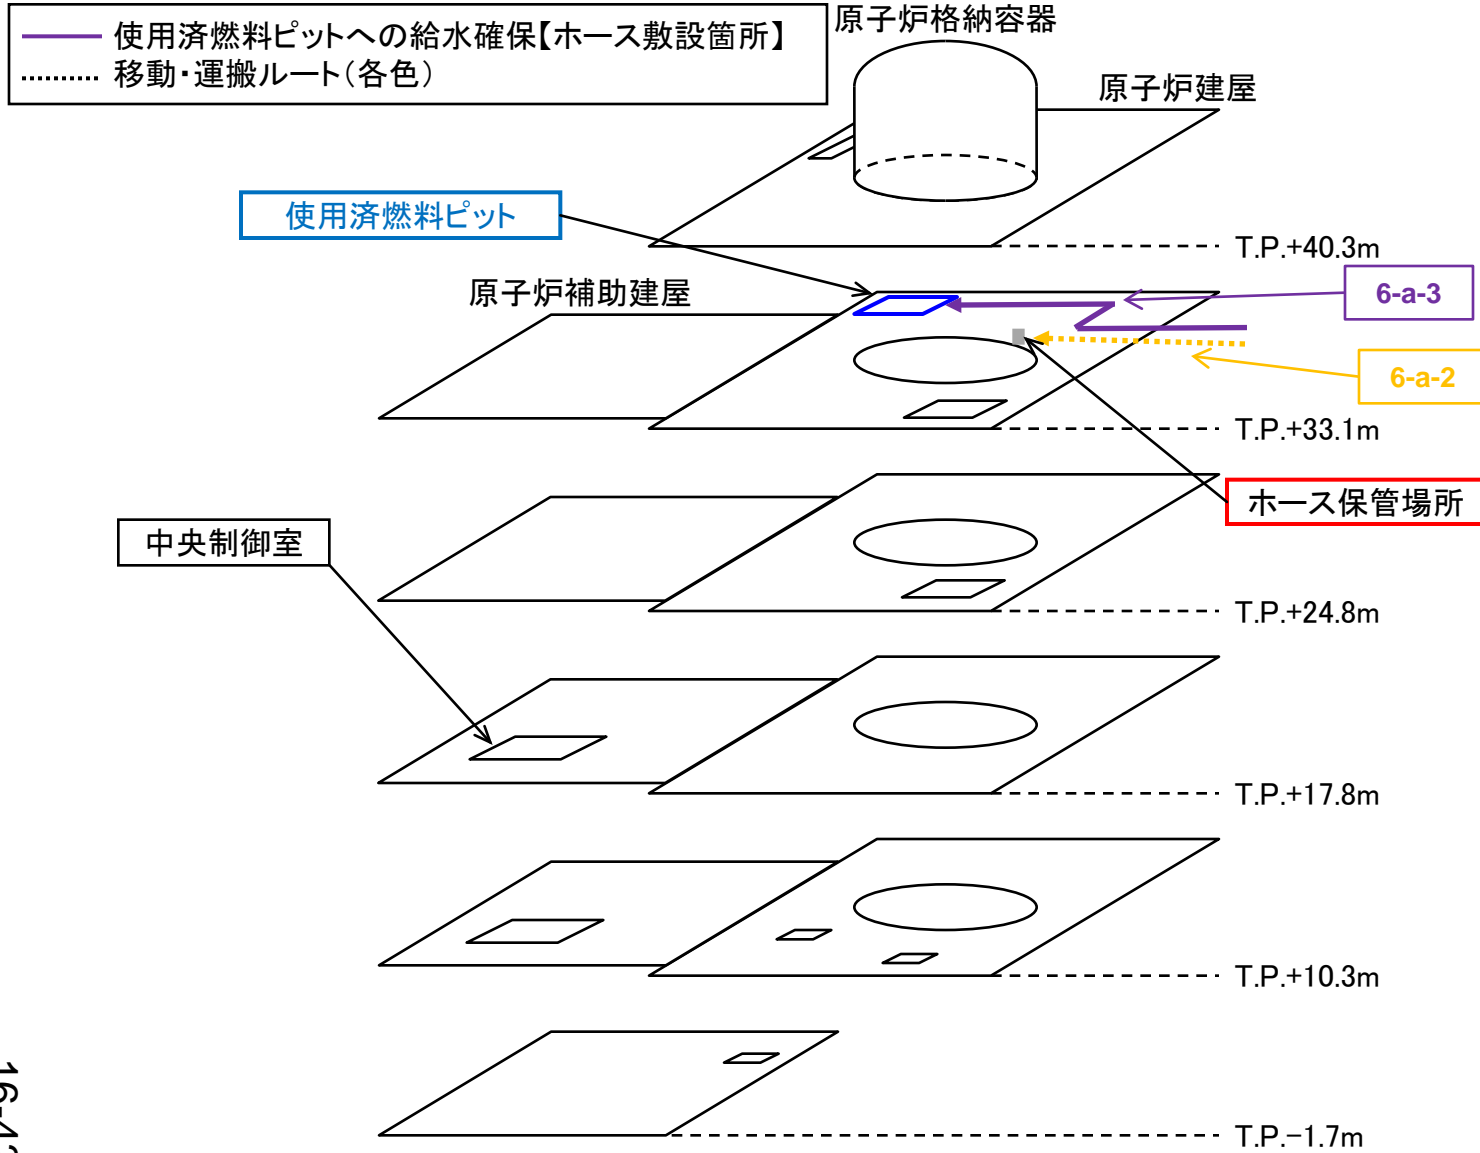 使用済燃料ピットへの給水確保【ホース敷設箇所】
移動・運搬ルート(各色)
原子炉格納容器
原子炉建屋
使用済燃料ピット
T.P.+40.3m
原子炉補助建屋
6-a-3
6-a-2
T.P.+33.1m
ホース保管場所
中央制御室
T.P.+24.8m
T.P.+17.8m
T.P.+10.3m
T.P.-1.7m